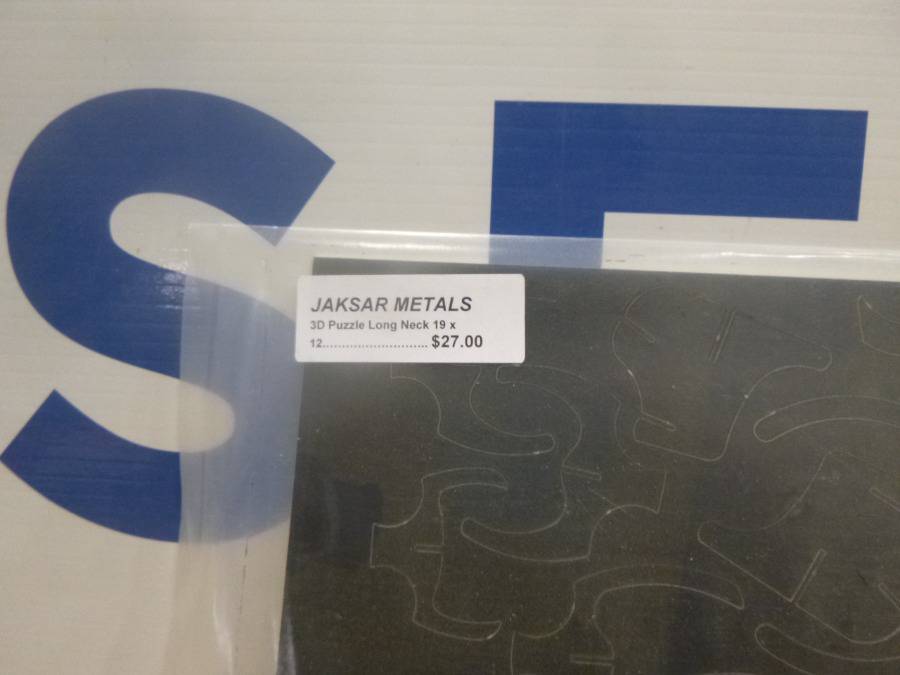 S
JAKSAR METALS
3D Puzzle Long Neck 19 x
12.......................... $27.00